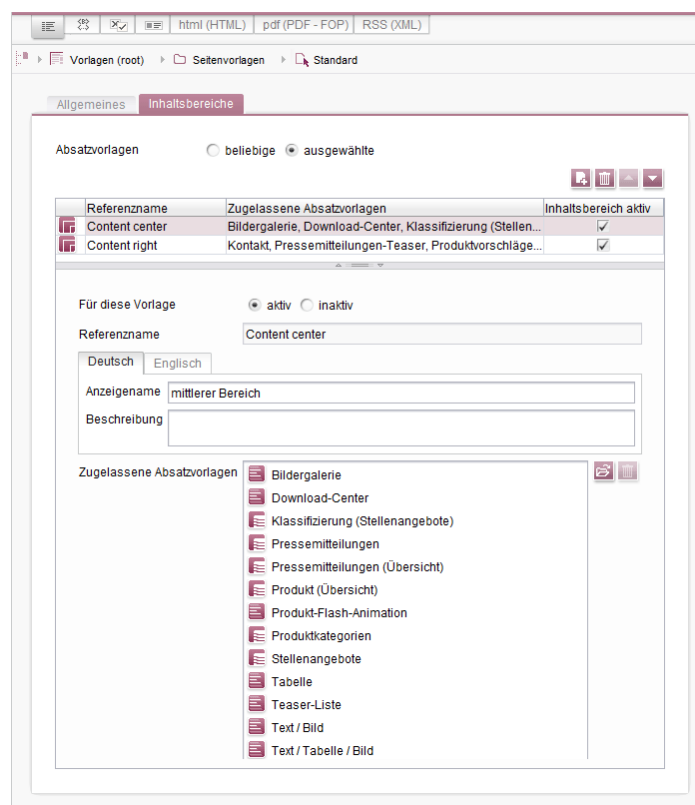 html (HTML) pdf (PDF - FOP) RSS (XML)
Vorlagen (root) Seitenvorlagen Standard
Allgemeines Inhaltsbereiche
Absatzvorlagen beliebige ausgewählte
Referenzname Zugelassene Absatzvorlagen Inhaltsbereich aktiv
Content center Bildergalerie, Download-Center, Klassifizierung (Stellen...
Content right Kontakt, Pressemitteilungen-Teaser, Produktvorschläge...
Für diese Vorlage aktiv inaktiv
Referenzname Content center
Deutsch Englisch
Anzeigename mittlerer Bereich
Beschreibung
Zugelassene Absatzvorlagen Bildergalerie
Download-Center
Klassifizierung (Stellenangebote)
Pressemitteilungen
Pressemitteilungen (Übersicht)
Produkt (Übersicht)
Produkt-Flash-Animation
Produktkategorien
Stellenangebote
Tabelle
Teaser-Liste
Text / Bild
Text / Tabelle / Bild